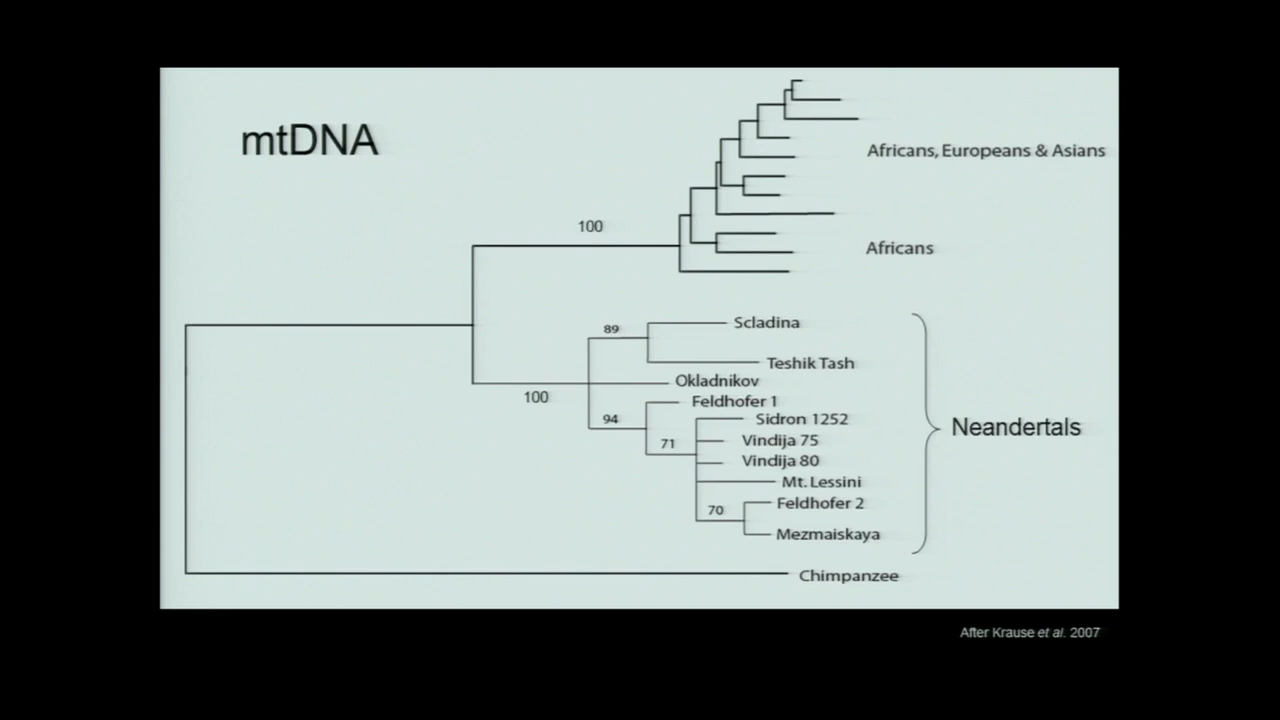 mtDNA
Africans, Europeans & Asians
100
Africans
89
Scladina
Teshik Tash
Okladnikov
100
Feldhofer 1
94
Sidron 1252
71
Vindija 75
Vindija 80
Mt. Lessini
Feldhofer 2
70
Mezmaiskaya
Neandertals
Chimpanzee
After Krause et al. 2007